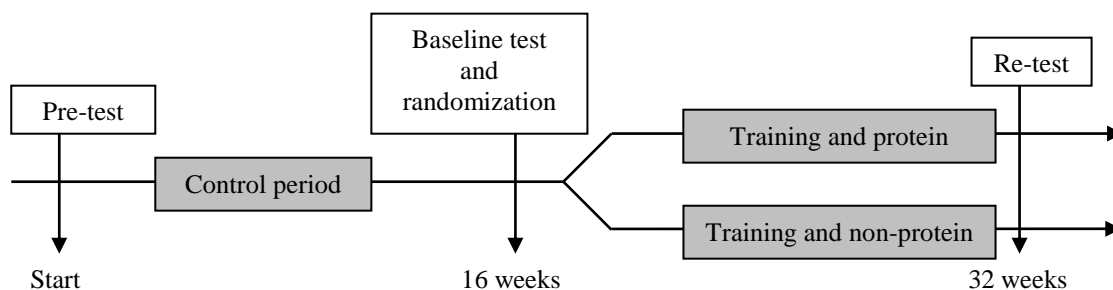 Baseline test
and
randomization
Re-test
Pre-test
Training and protein
Control period
Training and non-protein
Start
16 weeks
32 weeks